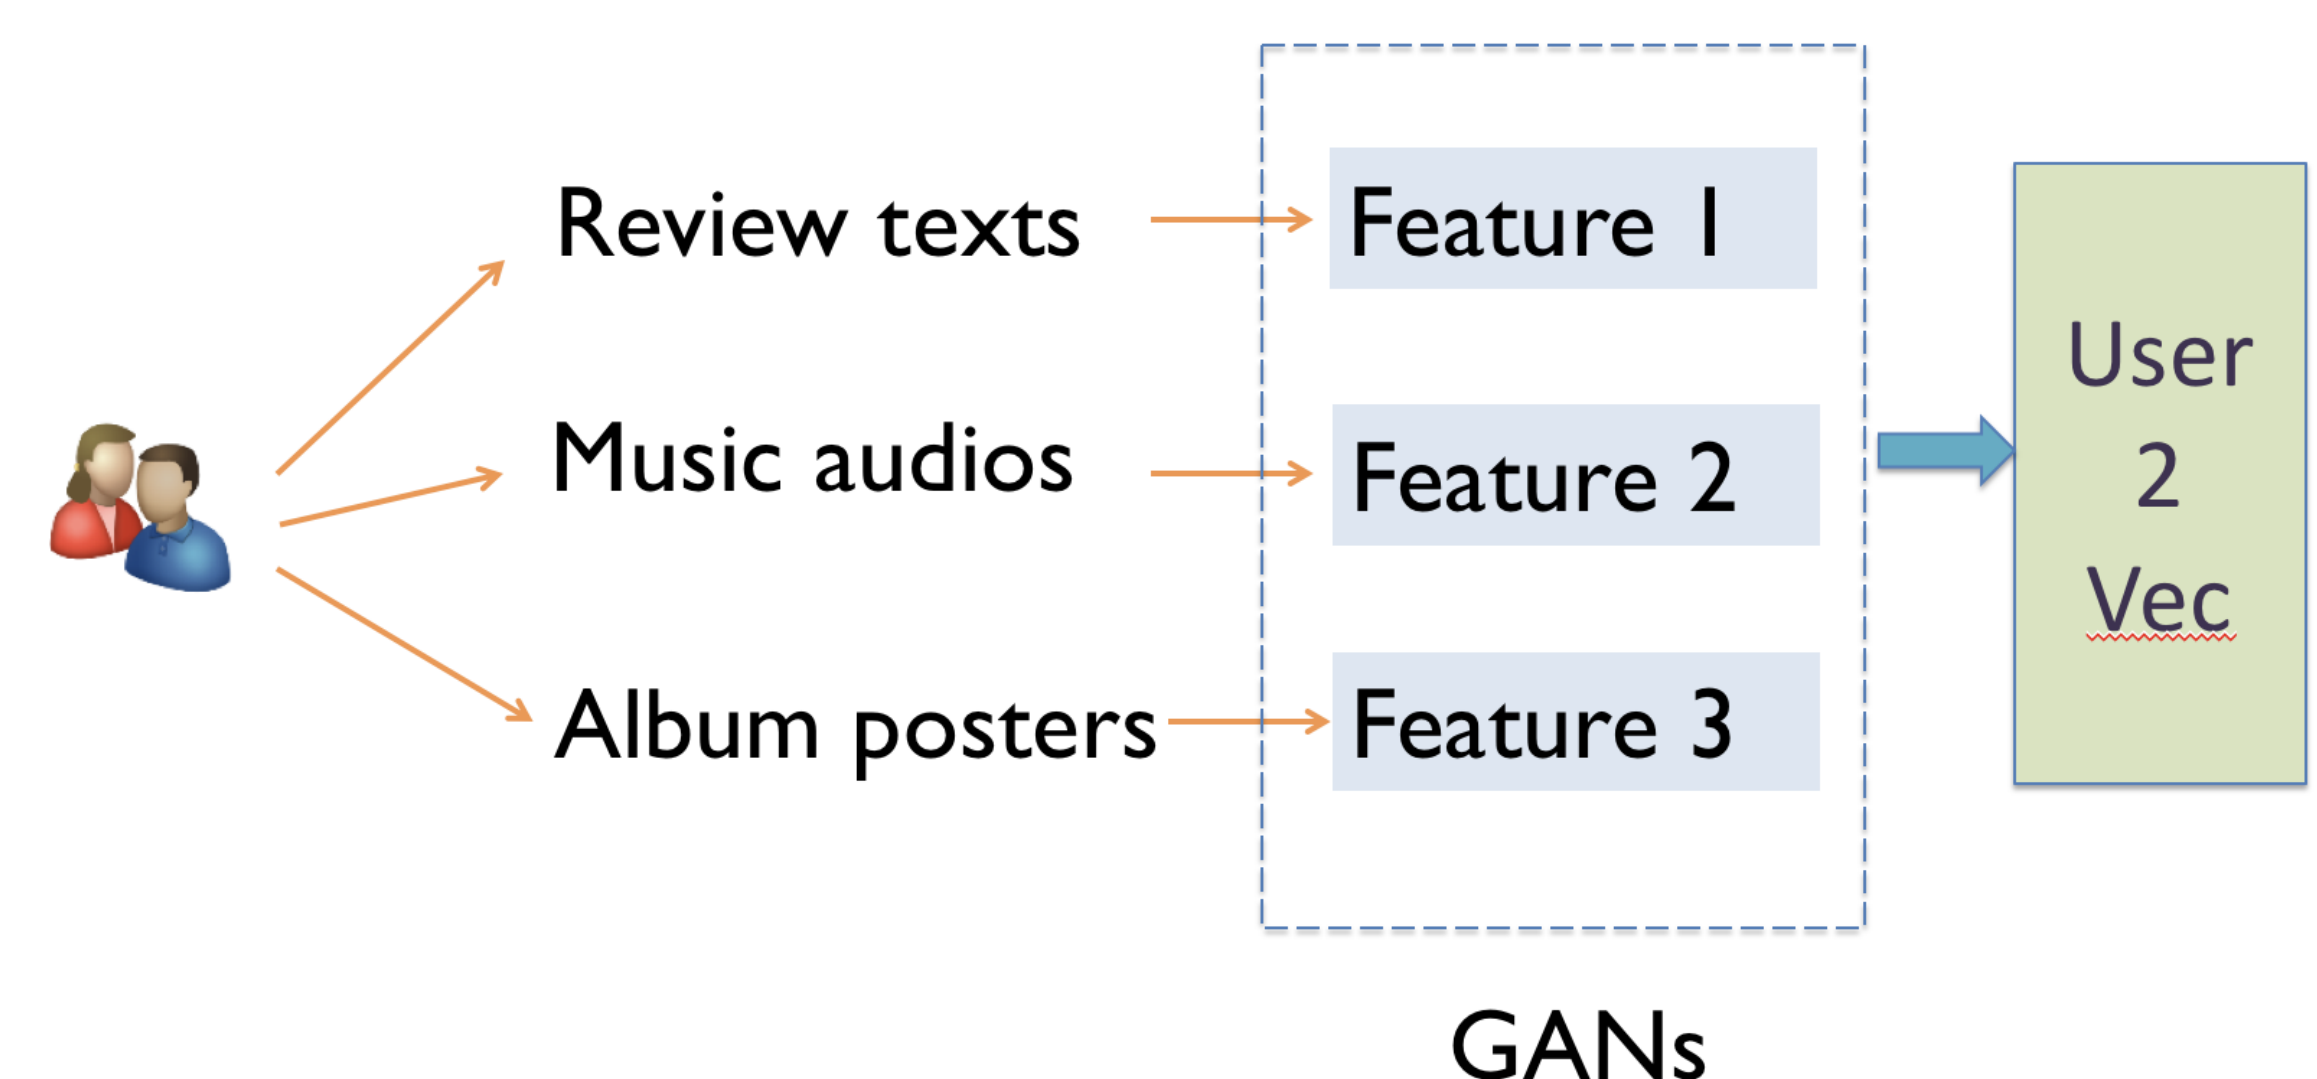 Review texts
Feature 1
Music audios
Feature 2
Album posters
Feature 3
User
2
Vec
GANs